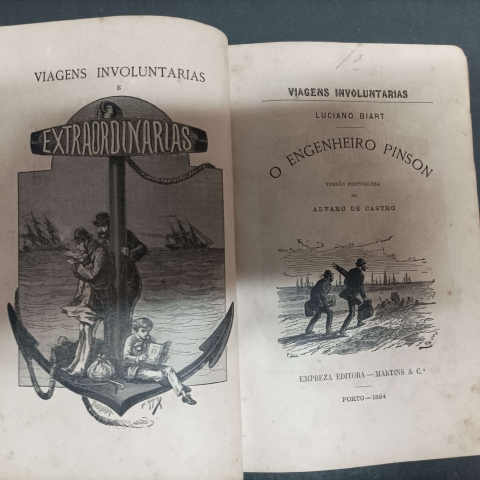 VIAGENS INVOLUNTARIAS
E
EXTRAORDINARIAS
VIAGENS INVOLUNTARIAS
LUCIANO BIART
O ENGENHEIRO PINSON
VERSÃO PORTUGUEZA
DE
ALVARO DE CASTRO
EMPREZA EDITORA—MARTINS & C.ª
PORTO—1884